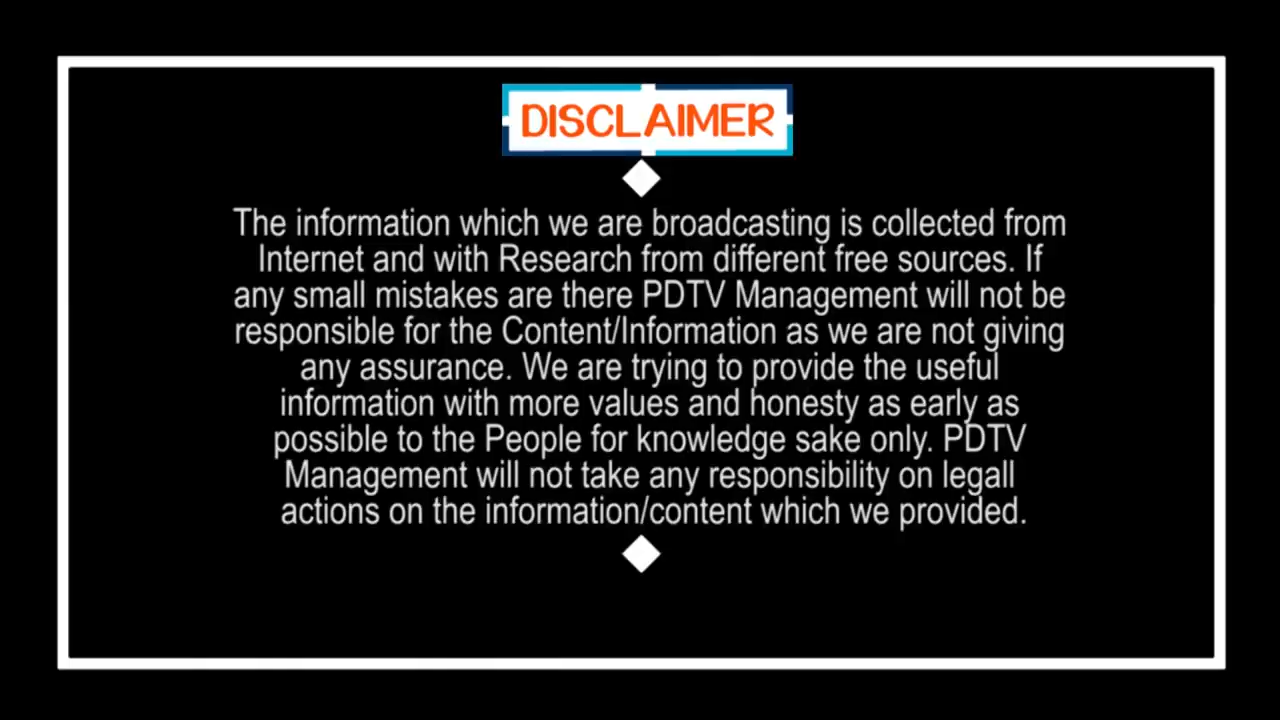 DISCLAIMER
The information which we are broadcasting is collected from
Internet and with Research from different free sources. If
any small mistakes are there PDTV Management will not be
responsible for the Content/Information as we are not giving
any assurance. We are trying to provide the useful
information with more values and honesty as early as
possible to the People for knowledge sake only. PDTV
Management will not take any responsibility on legall
actions on the information/content which we provided.